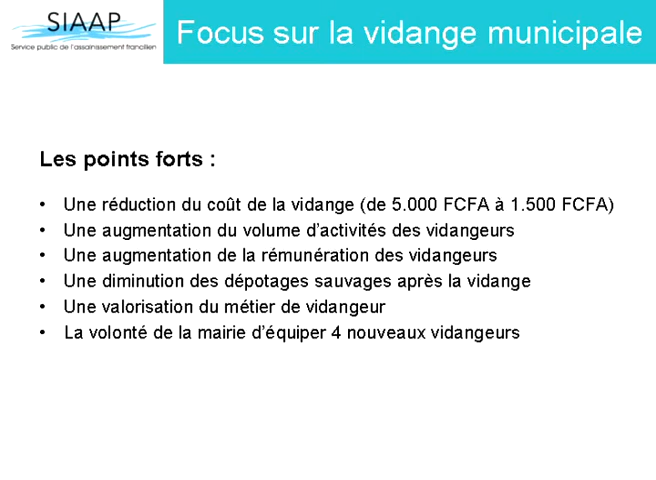 SIAAP
Service public de l'assainissement francilien
Focus sur la vidange municipale
Les points forts :
• Une réduction du coût de la vidange (de 5.000 FCFA à 1.500 FCFA)
• Une augmentation du volume d'activités des vidangeurs
• Une augmentation de la rémunération des vidangeurs
• Une diminution des dépotages sauvages après la vidange
• Une valorisation du métier de vidangeur
• La volonté de la mairie d'équiper 4 nouveaux vidangeurs